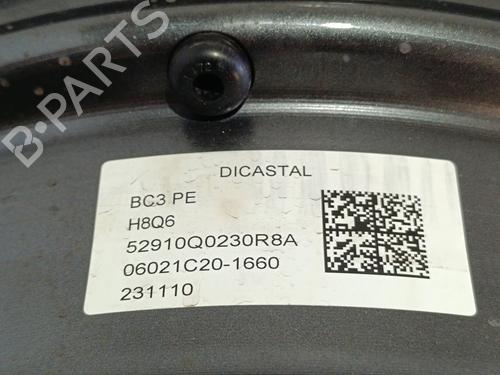 B-PARTS
DICASTAL
BC3 PE
H8Q6
52910Q0230R8A
06021C20-1660
231110